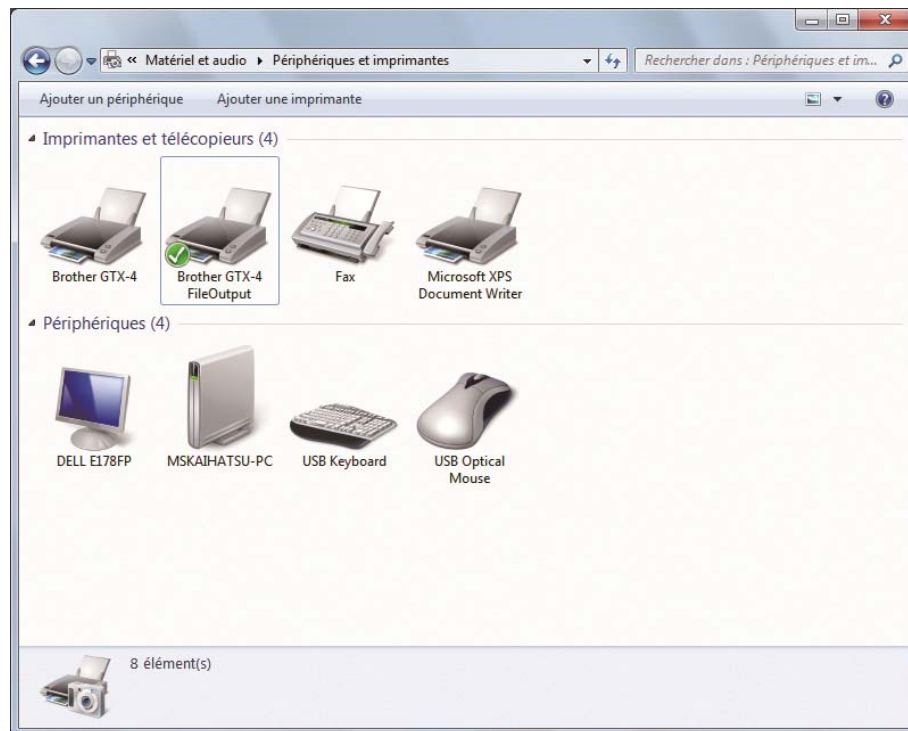 « Matériel et audio ▸ Périphériques et imprimantes
Rechercher dans : Périphériques et im...
Ajouter un périphérique Ajouter une imprimante
Imprimantes et télécopieurs (4)
Brother GTX-4
Brother GTX-4
FileOutput
Fax
Microsoft XPS
Document Writer
Périphériques (4)
DELL E178FP
MSKAIHATSU-PC
USB Keyboard
USB Optical
Mouse
8 élément(s)